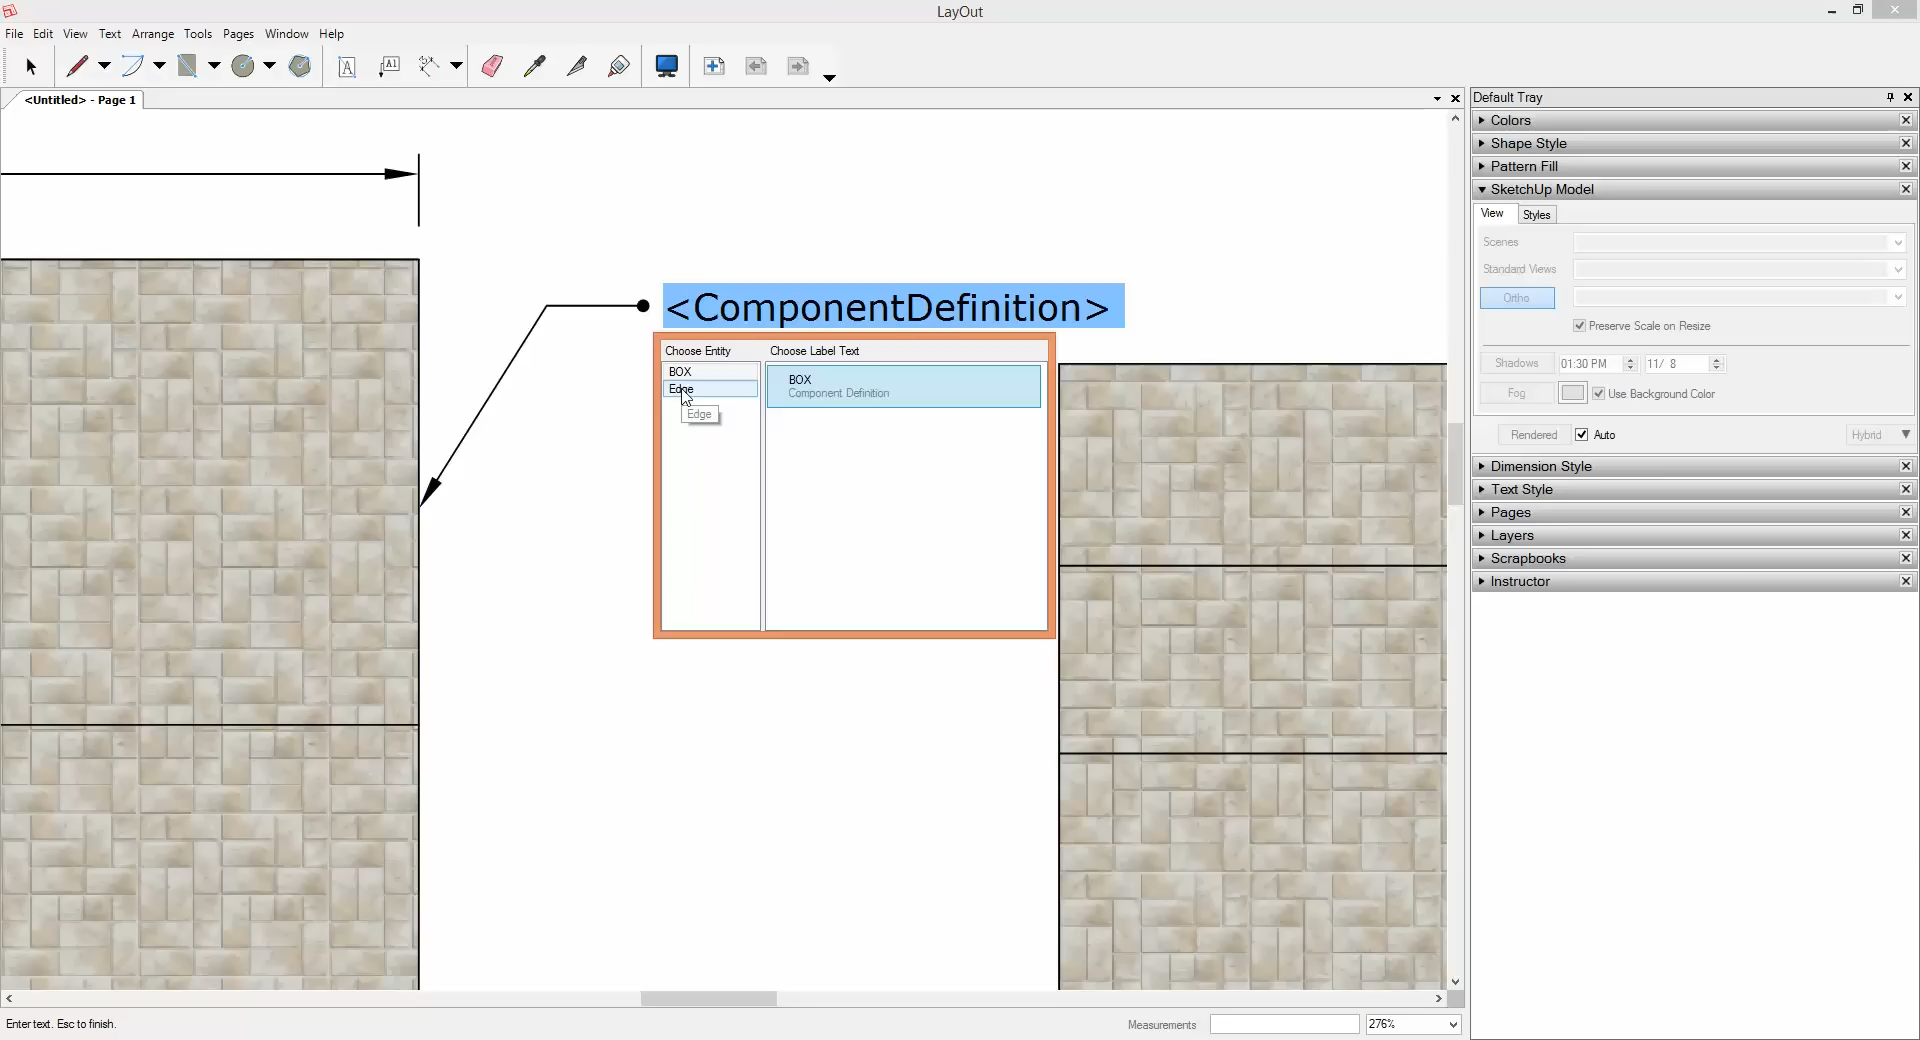 LayOut
File Edit View Text Arrange Tools Pages Window Help
A A1
<Untitled> - Page 1
Default Tray
Colors
Shape Style
Pattern Fill
SketchUp Model
View Styles
Scenes
Standard Views
Ortho
Preserve Scale on Resize
Shadows 01:30 PM 11/ 8
Fog Use Background Color
Rendered Auto Hybrid
Dimension Style
Text Style
Pages
Layers
Scrapbooks
Instructor
<ComponentDefinition>
Choose Entity Choose Label Text
BOX
Edge
Edge
BOX
Component Definition
Enter text. Esc to finish.
Measurements 276%